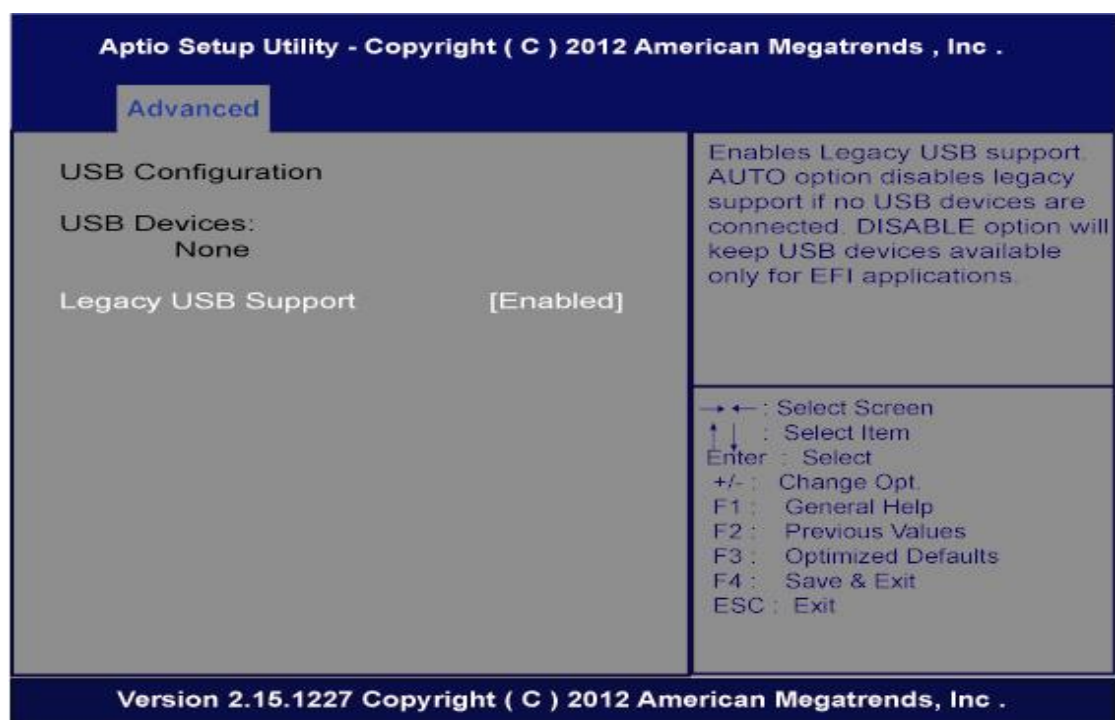 Aptio Setup Utility - Copyright ( C ) 2012 American Megatrends , Inc .
Advanced
USB Configuration
USB Devices:
None
Legacy USB Support [Enabled]
Enables Legacy USB support.
AUTO option disables legacy
support if no USB devices are
connected. DISABLE option will
keep USB devices available
only for EFI applications.
→ ← : Select Screen
↑ ↓ : Select Item
Enter : Select
+/- : Change Opt.
F1 : General Help
F2 : Previous Values
F3 : Optimized Defaults
F4 : Save & Exit
ESC : Exit
Version 2.15.1227 Copyright ( C ) 2012 American Megatrends, Inc .